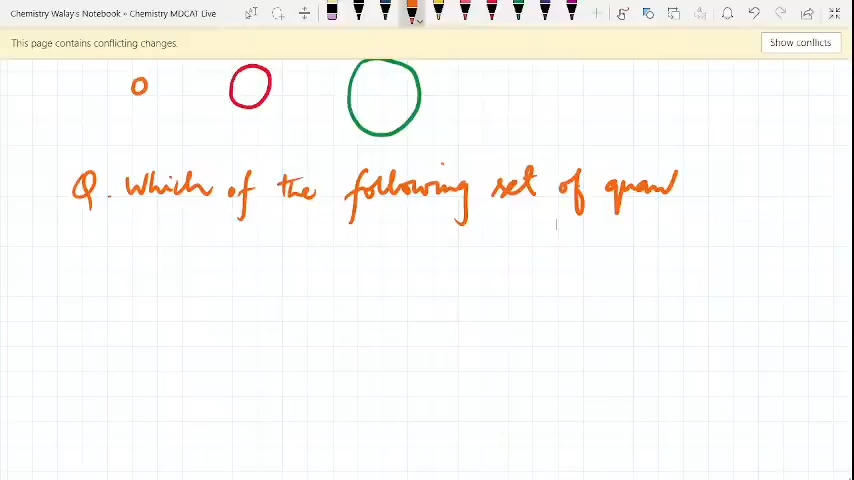 Chemistry Walay's Notebook » Chemistry MDCAT Live
This page contains conflicting changes.
Show conflicts
Q. Which of the following set of quan